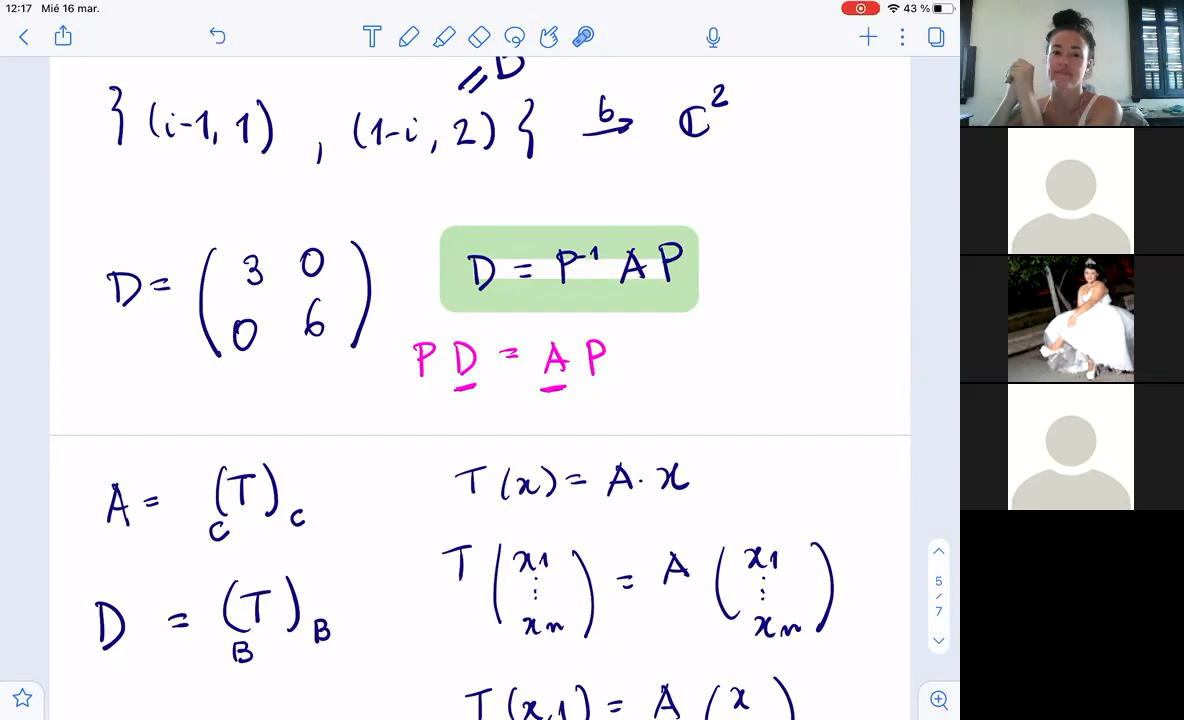 12:17 Mié 16 mar.
43 %
= D
} (i-1, 1) , (1-i, 2) { b→ ℂ²
D = ( 3 0
0 6 )
D = P⁻¹ A P
P D = A P
A = C(T)C
T(x) = A · x
T ( x1 ⋮ xn ) = A ( x1 ⋮ xn )
D = B(T)B
T(x,1) = A ( x
5
/
7